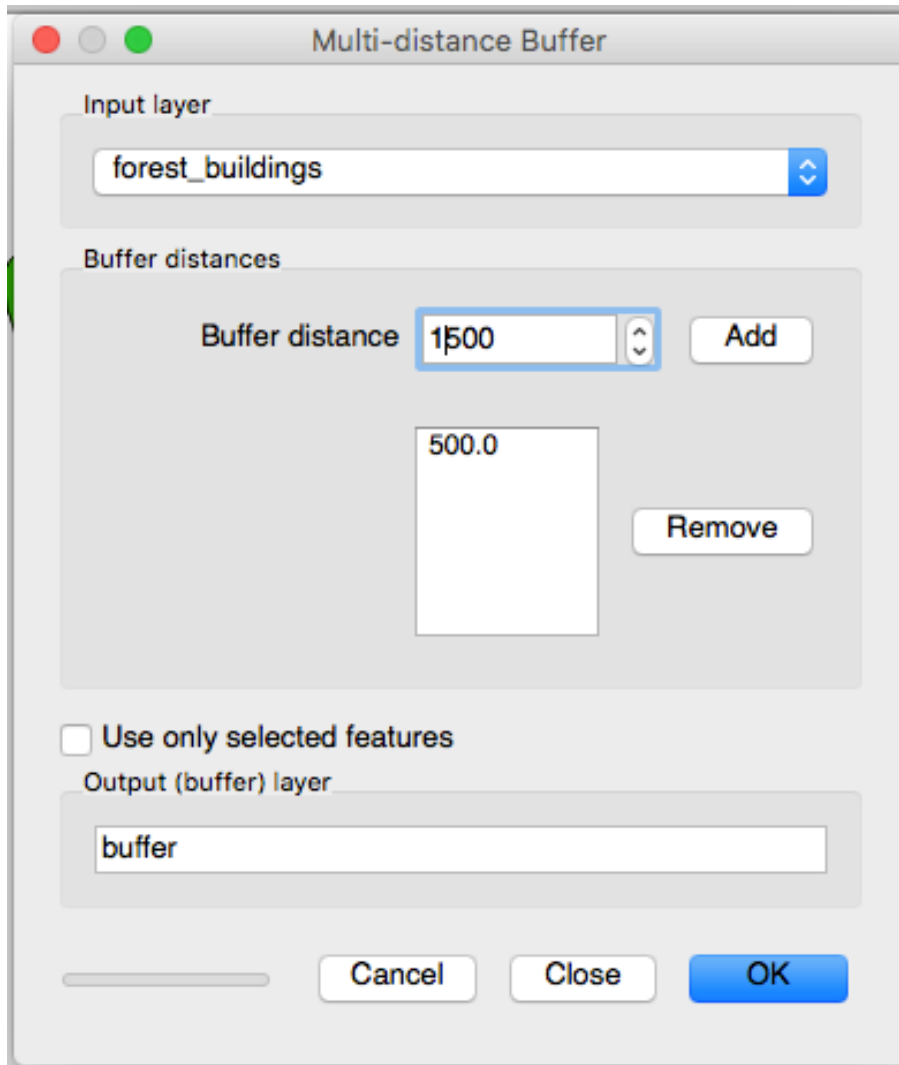 Multi-distance Buffer
Input layer
forest_buildings
Buffer distances
Buffer distance 1500 Add
500.0
Remove
Use only selected features
Output (buffer) layer
buffer
Cancel Close OK